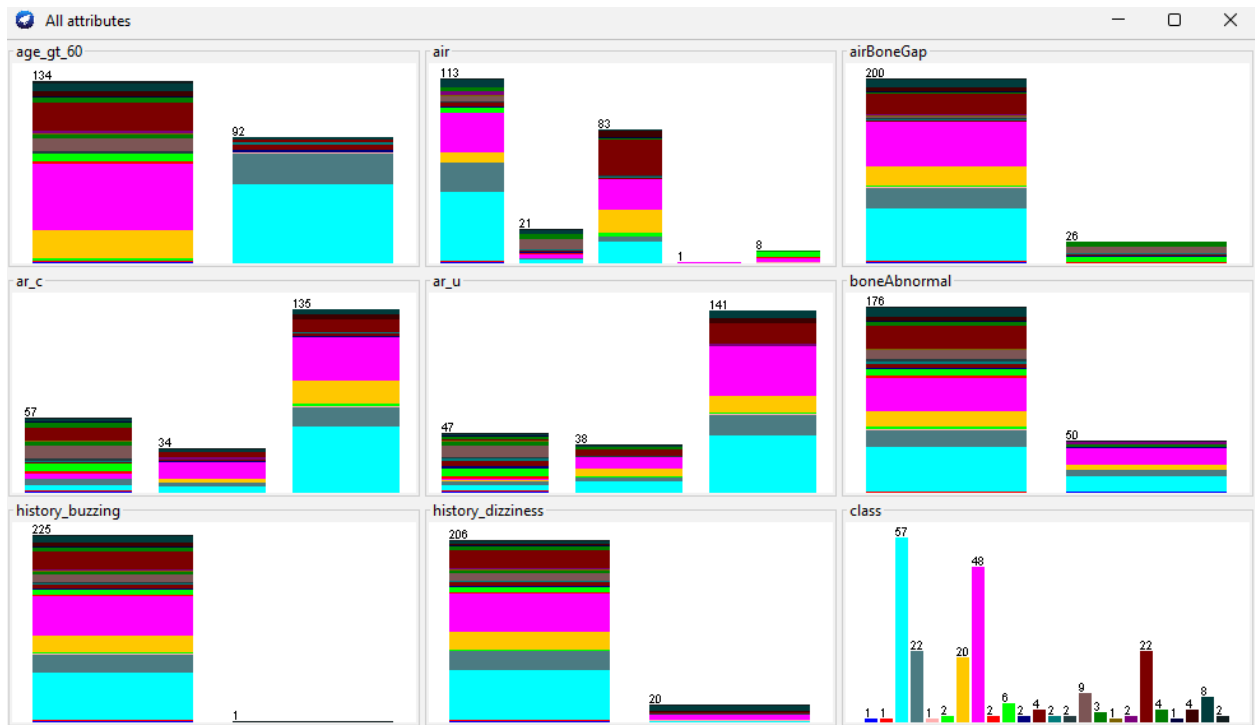 All attributes
age_gt_60
134
92
air
113
21
83
1
8
airBoneGap
200
26
ar_c
57
34
135
ar_u
47
38
141
boneAbnormal
176
50
history_buzzing
225
1
history_dizziness
206
20
class
1 1 57 22 1 2 20 48 2 6 2 4 2 2 9 3 1 2 22 4 1 4 8 2